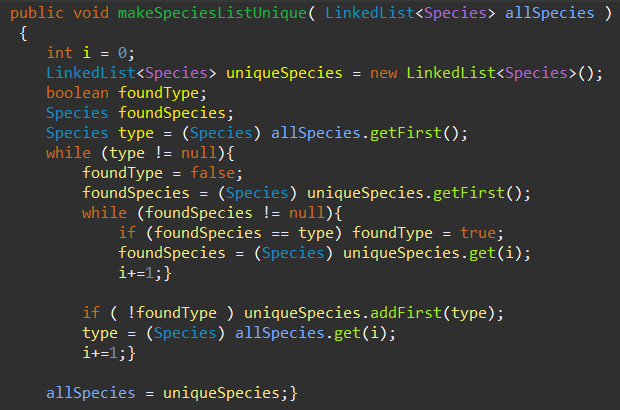 public void makeSpeciesListUnique( LinkedList<Species> allSpecies )
{
int i = 0;
LinkedList<Species> uniqueSpecies = new LinkedList<Species>();
boolean foundType;
Species foundSpecies;
Species type = (Species) allSpecies.getFirst();
while (type != null){
foundType = false;
foundSpecies = (Species) uniqueSpecies.getFirst();
while (foundSpecies != null){
if (foundSpecies == type) foundType = true;
foundSpecies = (Species) uniqueSpecies.get(i);
i+=1;}
if ( !foundType ) uniqueSpecies.addFirst(type);
type = (Species) allSpecies.get(i);
i+=1;}
allSpecies = uniqueSpecies;}